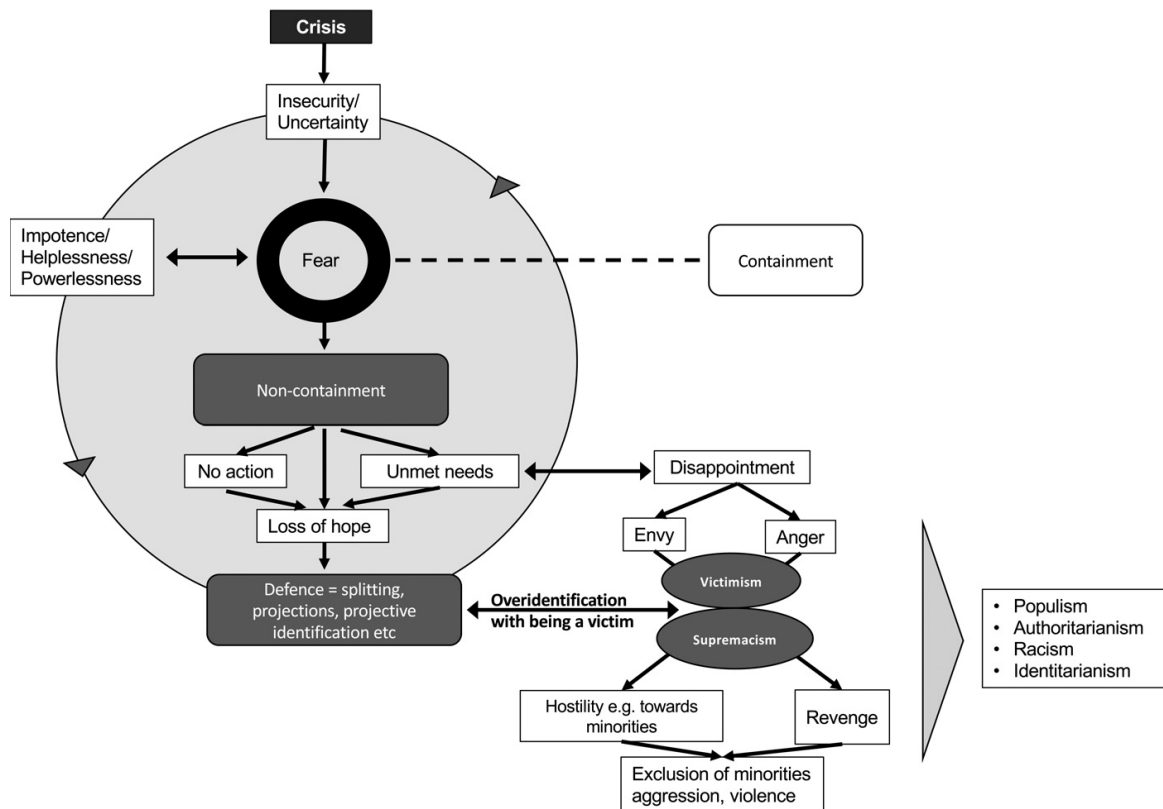 Crisis
Insecurity/
Uncertainty
Impotence/
Helplessness/
Powerlessness
Fear
Containment
Non-containment
No action
Unmet needs
Disappointment
Loss of hope
Envy
Anger
Defence = splitting,
projections, projective
identification etc
Overidentification
with being a victim
Victimism
Supremacism
• Populism
• Authoritarianism
• Racism
• Identitarianism
Hostility e.g. towards
minorities
Revenge
Exclusion of minorities
aggression, violence